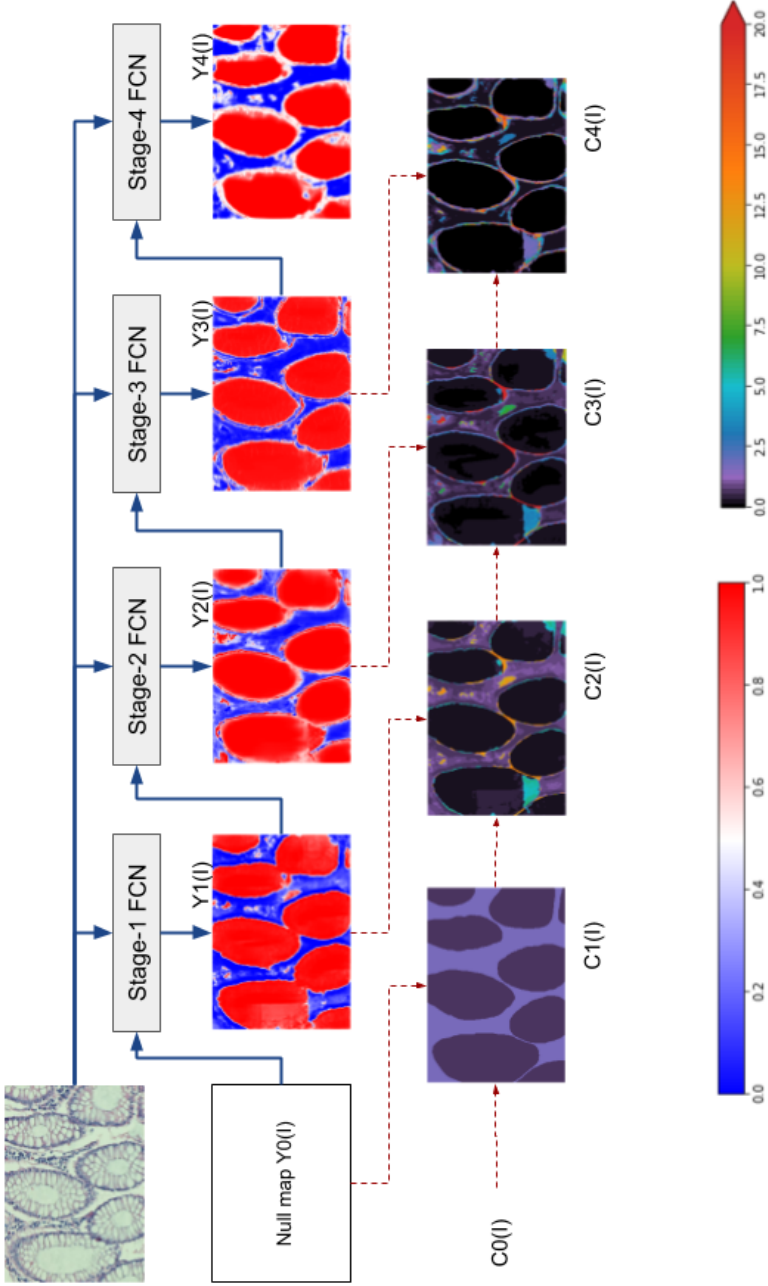 Stage-1 FCN
Stage-2 FCN
Stage-3 FCN
Stage-4 FCN
Null map Y0(I)
Y1(I)
Y2(I)
Y3(I)
Y4(I)
C0(I)
C1(I)
C2(I)
C3(I)
C4(I)
0.0 0.2 0.4 0.6 0.8 1.0
0.0 2.5 5.0 7.5 10.0 12.5 15.0 17.5 20.0